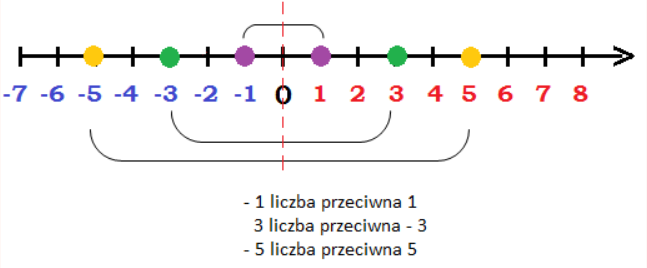 -7 -6 -5 -4 -3 -2 -1 0 1 2 3 4 5 6 7 8
- 1 liczba przeciwna 1
3 liczba przeciwna - 3
- 5 liczba przeciwna 5